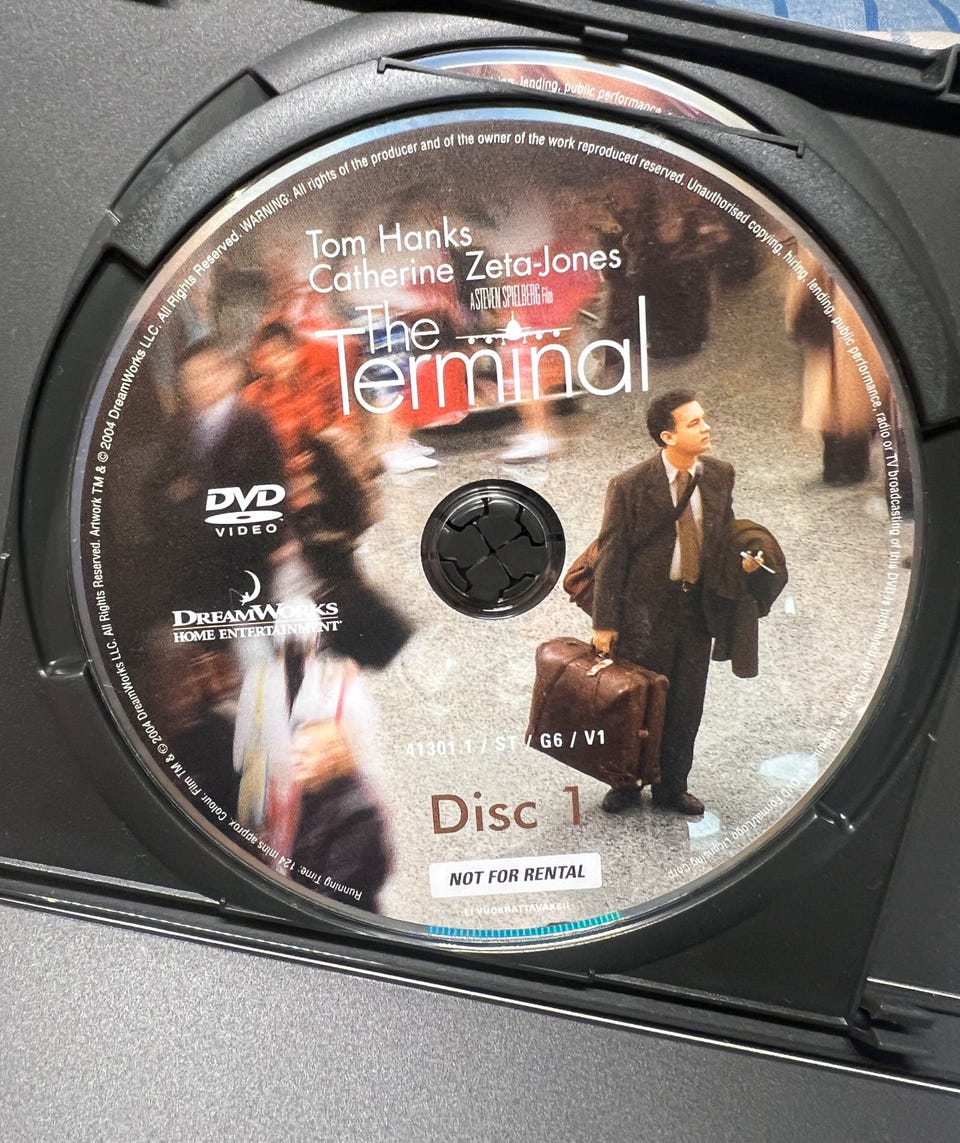 lending, public performance
Tom Hanks
Catherine Zeta-Jones
A STEVEN SPIELBERG Film
The
Terminal
DVD
VIDEO
DREAMWORKS
HOME ENTERTAINMENT
41301.1 / ST / G6 / V1
Disc 1
NOT FOR RENTAL
EI VUOKRATTAVAKSI
Running Time: 124 mins approx. Colour. Film TM & © 2004 DreamWorks LLC. All Rights Reserved. Artwork TM & © 2004 DreamWorks LLC. All Rights Reserved. WARNING: All rights of the producer and of the owner of the work reproduced reserved. Unauthorised copying, hiring, lending, public performance, radio or TV broadcasting of this DVD is prohibited.